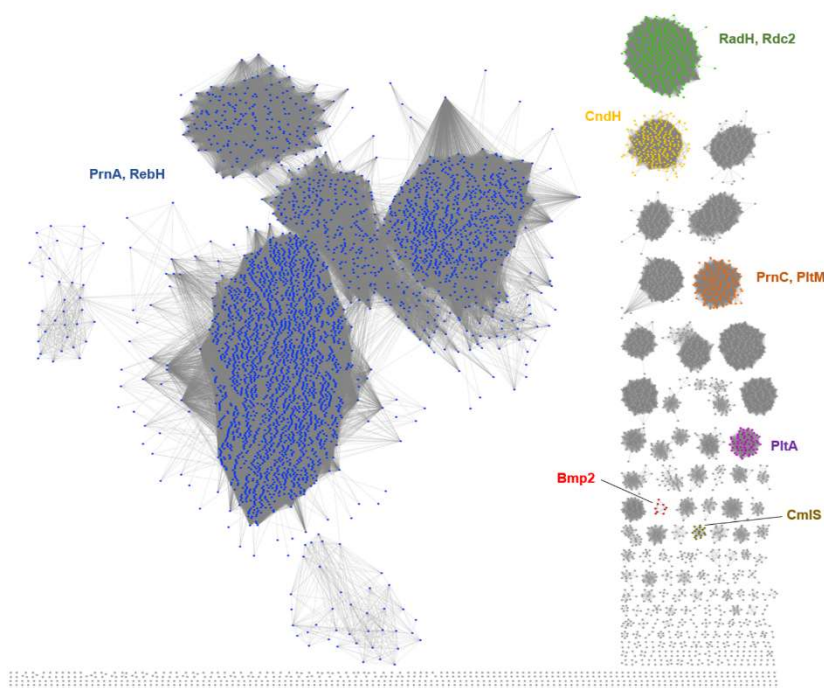 RadH, Rdc2
CndH
PrnA, RebH
PrnC, PltM
PltA
Bmp2
CmlS